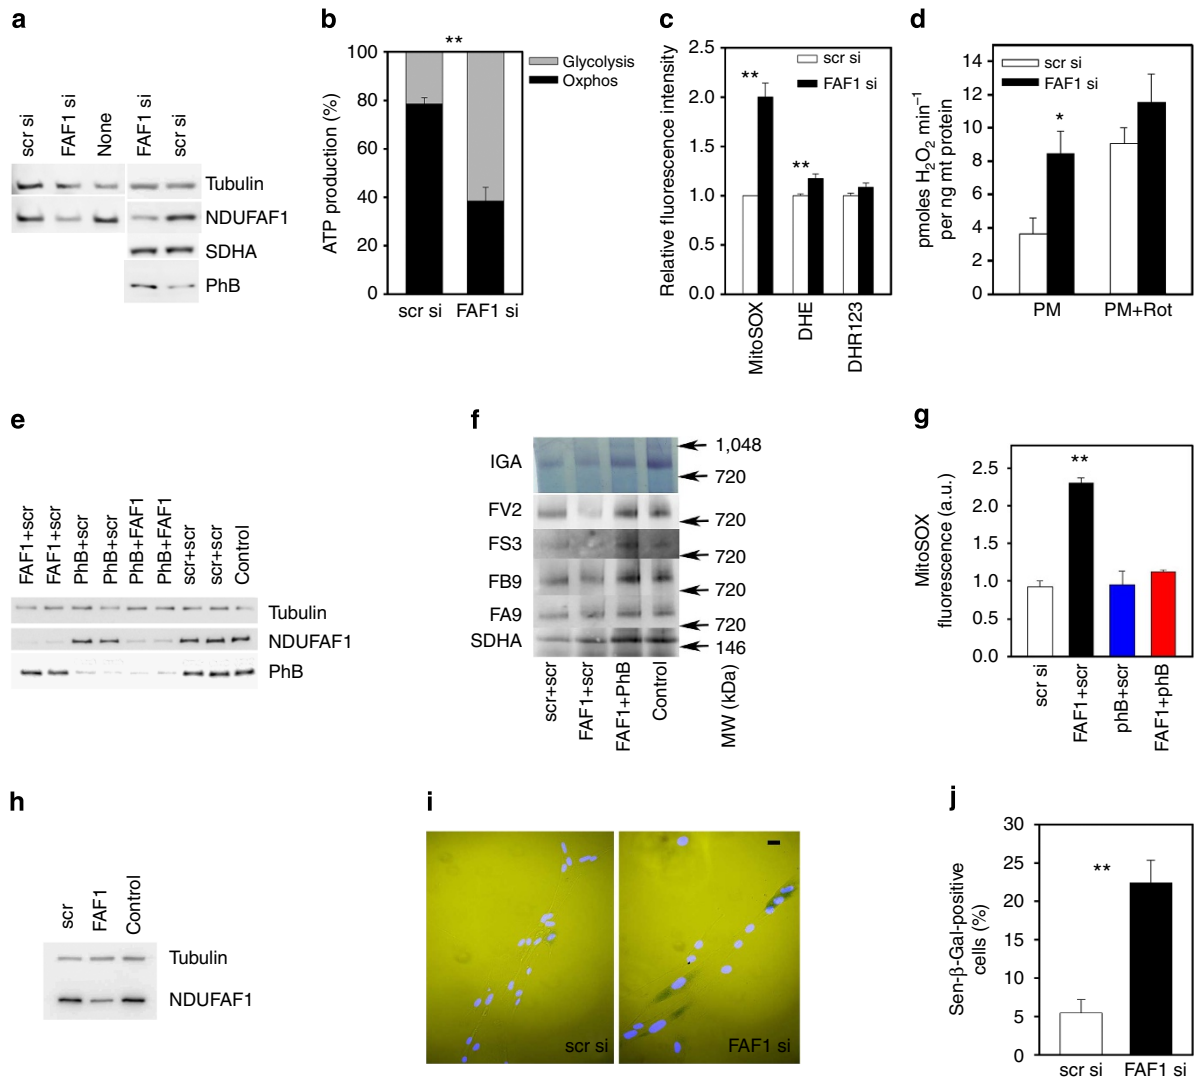 a
scr si
FAF1 si
None
FAF1 si
scr si
Tubulin
NDUFAF1
SDHA
PhB
b
**
100
80
60
40
20
0
ATP production (%)
scr si
FAF1 si
Glycolysis
Oxphos
c
2.5
2.0
1.5
1.0
0.5
0.0
Relative fluorescence intensity
scr si
FAF1 si
**
**
MitoSOX
DHE
DHR123
d
14
12
10
8
6
4
2
0
pmoles H₂O₂ min⁻¹
per ng mt protein
scr si
FAF1 si
*
PM
PM+Rot
e
FAF1+scr
FAF1+scr
PhB+scr
PhB+scr
PhB+FAF1
PhB+FAF1
scr+scr
scr+scr
Control
Tubulin
NDUFAF1
PhB
f
IGA
FV2
FS3
FB9
FA9
SDHA
1,048
720
720
720
720
720
146
scr+scr
FAF1+scr
FAF1+PhB
Control
MW (kDa)
g
2.5
2.0
1.5
1.0
0.5
0.0
MitoSOX
fluorescence (a.u.)
**
scr si
FAF1+scr
phB+scr
FAF1+phB
h
scr
FAF1
Control
Tubulin
NDUFAF1
i
scr si
FAF1 si
j
30
25
20
15
10
5
0
Sen-β-Gal-positive
cells (%)
**
scr si
FAF1 si